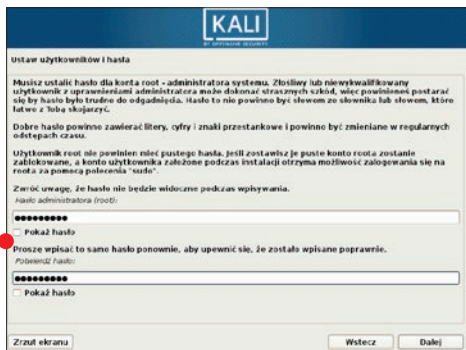 KALI
BY OFFENSIVE SECURITY
Ustaw użytkowników i hasła
Musisz ustalić hasło dla konta root - administratora systemu. Złośliwy lub niewykwalifikowany
użytkownik z uprawnieniami administratora może dokonać strasznych szkód, więc powinieneś postarać
się by hasło było trudne do odgadnięcia. Hasło to nie powinno być słowem ze słownika lub słowem, które
łatwo z Tobą skojarzyć.
Dobre hasło powinno zawierać litery, cyfry i znaki przestankowe i powinno być zmieniane w regularnych
odstępach czasu.
Użytkownik root nie powinien mieć pustego hasła. Jeśli zostawisz je puste konto roota zostanie
zablokowane, a konto użytkownika założone podczas instalacji otrzyma możliwość zalogowania się na
roota za pomocą polecenia "sudo".
Zwróć uwagę, że hasło nie będzie widoczne podczas wpisywania.
Hasło administratora (root):
●●●●●●●●●
Pokaż hasło
Proszę wpisać to samo hasło ponownie, aby upewnić się, że zostało wpisane poprawnie.
Potwierdź hasło:
●●●●●●●●●
Pokaż hasło
Zrzut ekranu
Wstecz
Dalej